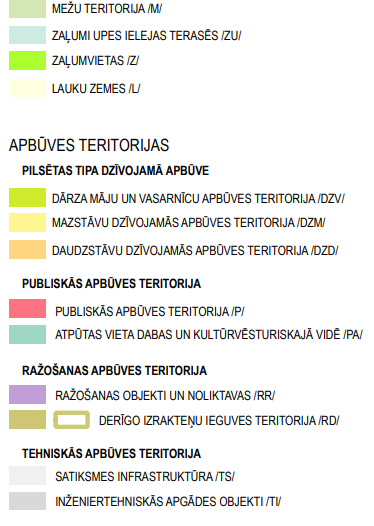 MEŽU TERITORIJA /M/
ZAĻUMI UPES IELEJAS TERASĒS /ZU/
ZAĻUMVIETAS /Z/
LAUKU ZEMES /L/
APBŪVES TERITORIJAS
PILSĒTAS TIPA DZĪVOJAMĀ APBŪVE
DĀRZA MĀJU UN VASARNĪCU APBŪVES TERITORIJA /DZV/
MAZSTĀVU DZĪVOJAMĀS APBŪVES TERITORIJA /DZM/
DAUDZSTĀVU DZĪVOJAMĀS APBŪVES TERITORIJA /DZD/
PUBLISKĀS APBŪVES TERITORIJA
PUBLISKĀS APBŪVES TERITORIJA /P/
ATPŪTAS VIETA DABAS UN KULTŪRVĒSTURISKAJĀ VIDĒ /PA/
RAŽOŠANAS APBŪVES TERITORIJA
RAŽOŠANAS OBJEKTI UN NOLIKTAVAS /RR/
DERĪGO IZRAKTEŅU IEGUVES TERITORIJA /RD/
TEHNISKĀS APBŪVES TERITORIJA
SATIKSMES INFRASTRUKTŪRA /TS/
INŽENIERTEHNISKĀS APGĀDES OBJEKTI /TI/